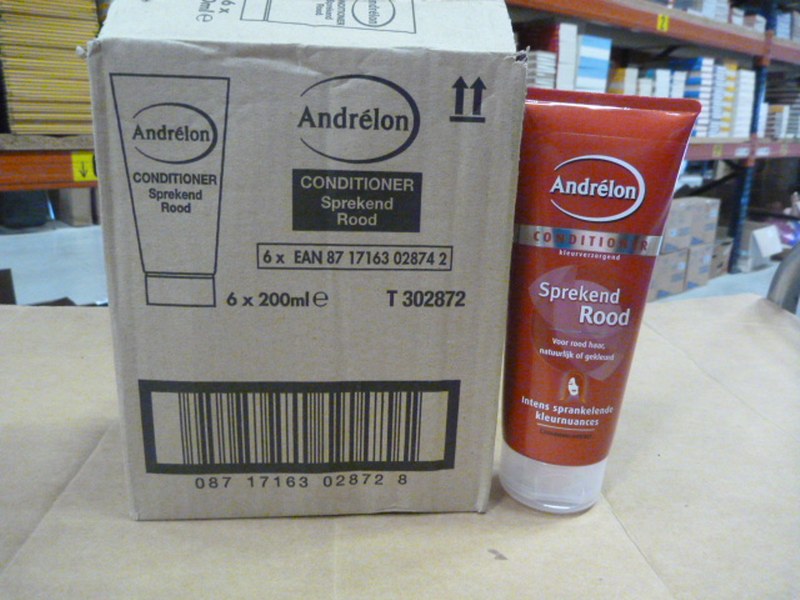 Andrélon
CONDITIONER
Sprekend
Rood
Andrélon
CONDITIONER
Sprekend
Rood
6 x EAN 87 17163 02874 2
6 x 200ml e
T 302872
087 17163 02872 8
Andrélon
CONDITIONER
kleurverzorgend
Sprekend
Rood
Voor rood haar,
natuurlijk of gekleurd
Intens sprankelende
kleurnuances